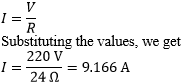 I = V/R
Substituting the values, we get
I = 220 V/24 Ω = 9.166 A